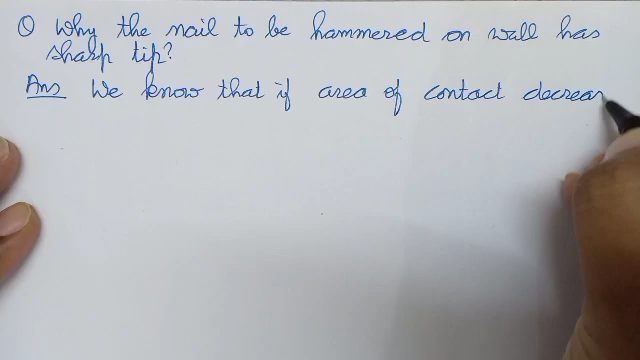 Q Why the nail to be hammered on wall has
sharp tip?
Ans We know that if area of contact decreas